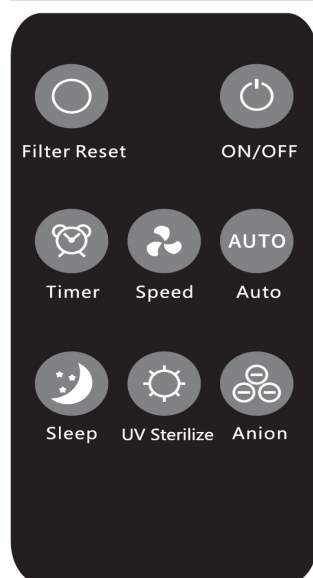 Filter Reset ON/OFF
AUTO
Timer Speed Auto
Sleep UV Sterilize Anion